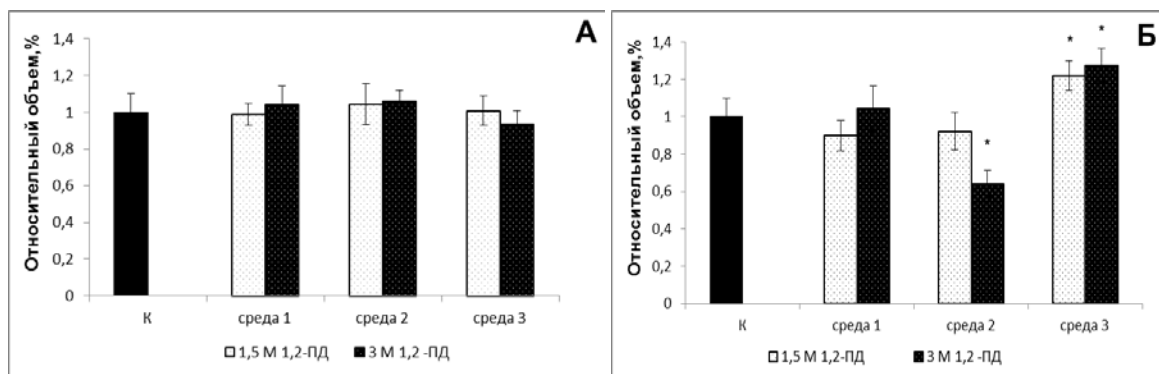 А
Относительный объем,%
1,4
1,2
1
0,8
0,6
0,4
0,2
0
К
среда 1
среда 2
среда 3
1,5 М 1,2-ПД
3 М 1,2 -ПД
Б
Относительный объем,%
1,4
1,2
1
0,8
0,6
0,4
0,2
0
*
* *
К
среда 1
среда 2
среда 3
1,5 М 1,2-ПД
3 М 1,2 -ПД